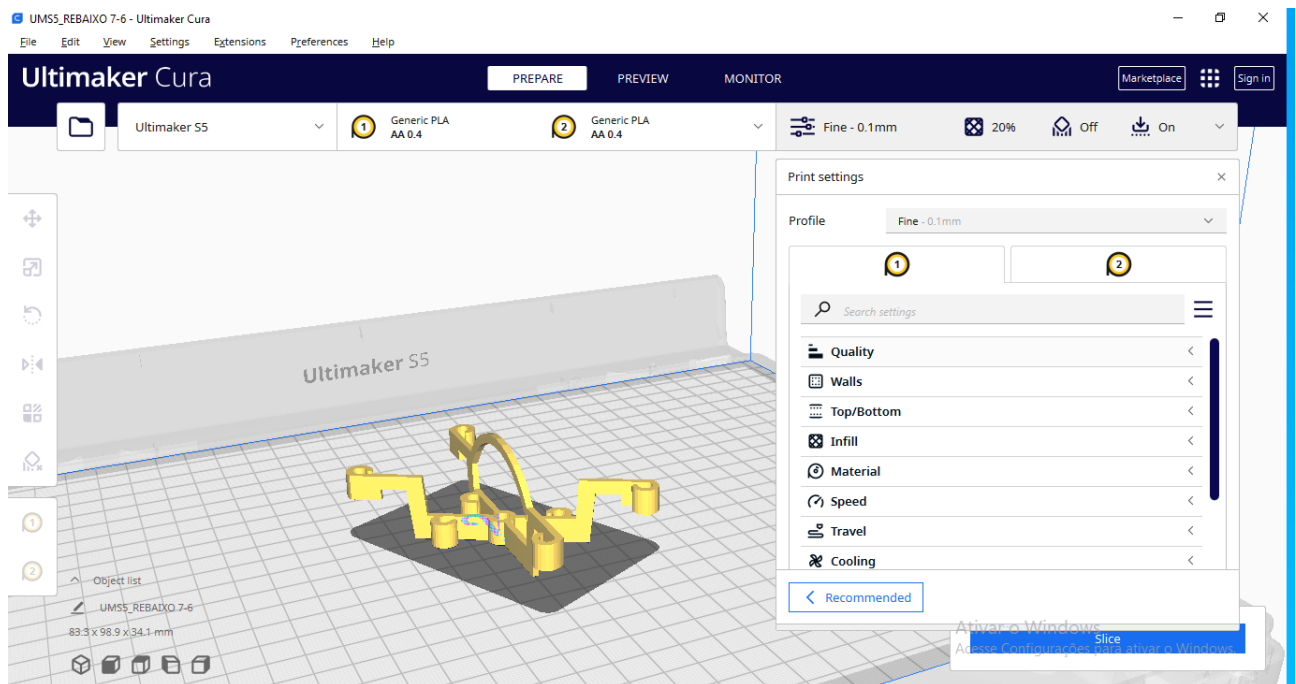 UMS5_REBAIXO 7-6 - Ultimaker Cura
File Edit View Settings Extensions Preferences Help
Ultimaker Cura
PREPARE PREVIEW MONITOR
Marketplace
Sign in
Ultimaker S5
1
Generic PLA
AA 0.4
2
Generic PLA
AA 0.4
Fine - 0.1mm
20%
Off
On
Print settings
Profile
Fine - 0.1mm
1
2
Search settings
Quality
Walls
Top/Bottom
Infill
Material
Speed
Travel
Cooling
Recommended
Ultimaker S5
1
2
Object list
UMS5_REBAIXO 7-6
83.3 x 98.9 x 34.1 mm
Slice
Ativar o Windows
Acesse Configurações para ativar o Windows.